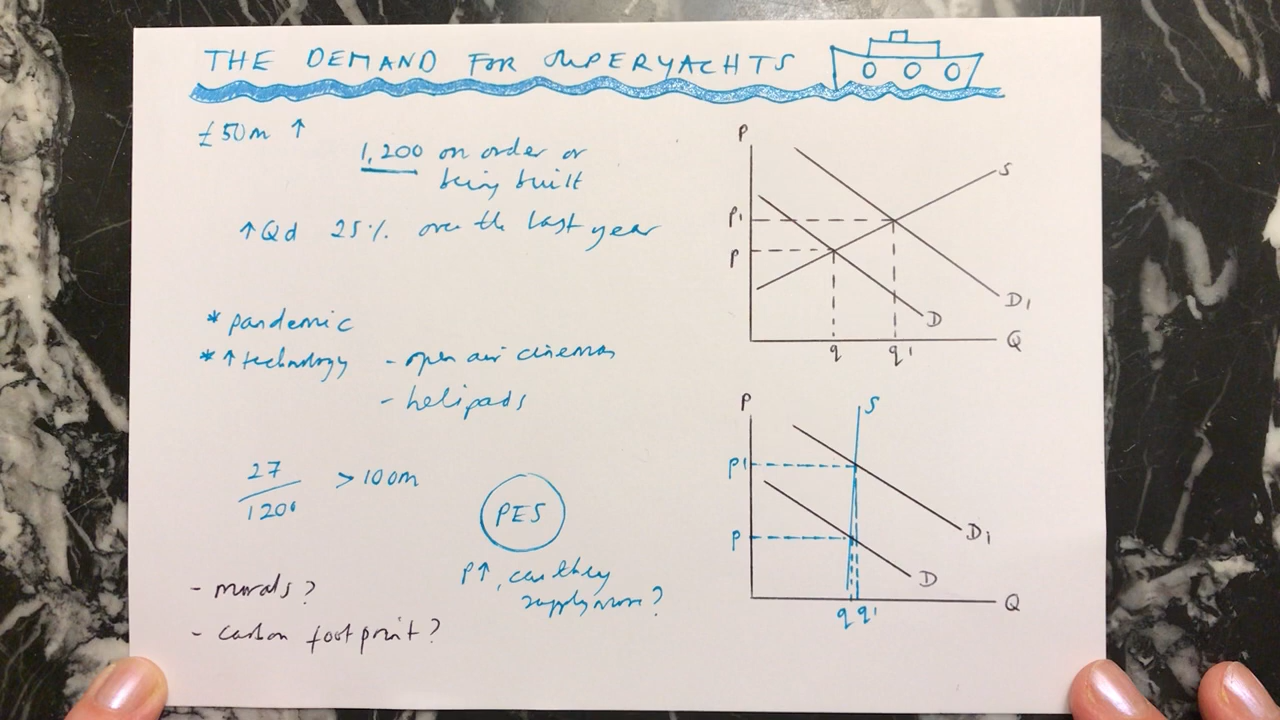 THE DEMAND FOR SUPERYACHTS
£50m ↑
1,200 on order or
being built
↑Qd 25% over the last year
* pandemic
* ↑technology - open air cinemas
- helipads
27
1200
> 100m
PES
P↑, can they
supply more?
- morals?
- carbon footprint?
P
S
P1
P
D1
D
q
q1
Q
P
S
P1
D1
P
D
Q
q q1